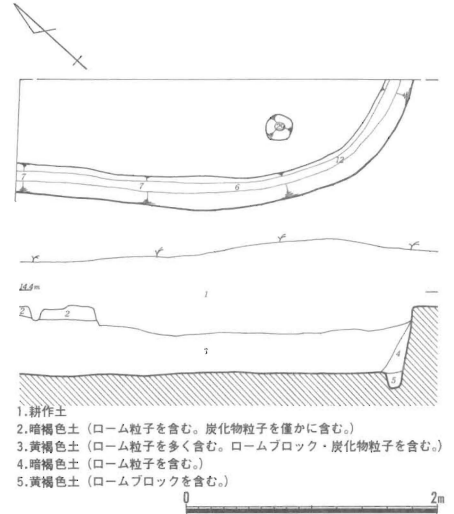 7
7
6
12
14.4m
1
2
2
3
4
5
1.耕作土
2.暗褐色土（ローム粒子を含む。炭化物粒子を僅かに含む。）
3.黄褐色土（ローム粒子を多く含む。ロームブロック・炭化物粒子を含む。）
4.暗褐色土（ローム粒子を含む。）
5.黄褐色土（ロームブロックを含む。）
0 2m